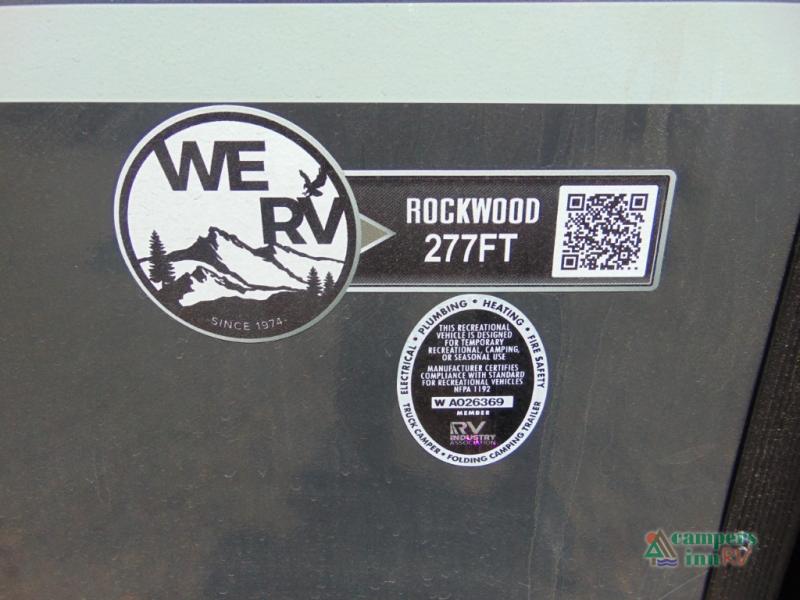 WE
RV
-SINCE 1974-
ROCKWOOD
277FT
ELECTRICAL • PLUMBING • HEATING • FIRE SAFETY
THIS RECREATIONAL
VEHICLE IS DESIGNED
FOR TEMPORARY
RECREATIONAL, CAMPING,
OR SEASONAL USE
MANUFACTURER CERTIFIES
COMPLIANCE WITH STANDARD
FOR RECREATIONAL VEHICLES
NFPA 1192
W A026369
MEMBER
RV
INDUSTRY
ASSOCIATION
TRUCK CAMPER • FOLDING CAMPING TRAILER
campers
inn RV